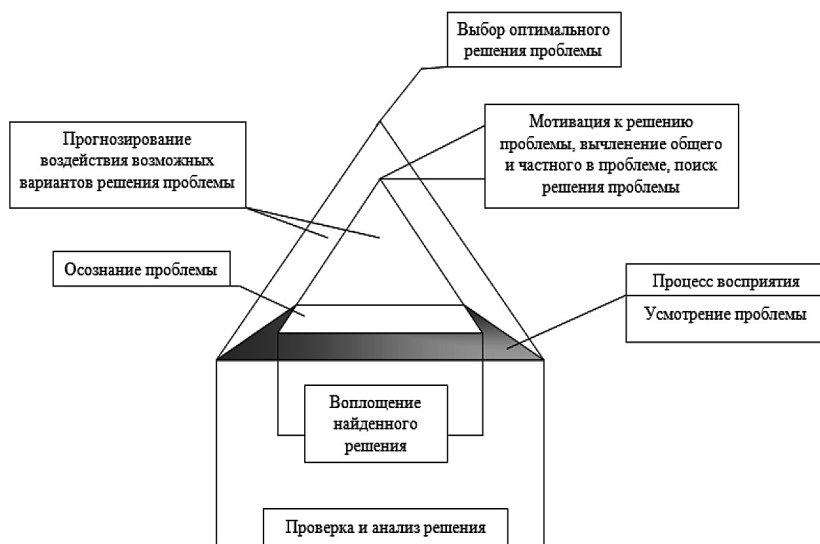 Выбор оптимального
решения проблемы
Прогнозирование
воздействия возможных
вариантов решения проблемы
Мотивация к решению
проблемы, вычленение общего
и частного в проблеме, поиск
решения проблемы
Осознание проблемы
Процесс восприятия
Усмотрение проблемы
Воплощение
найденного
решения
Проверка и анализ решения